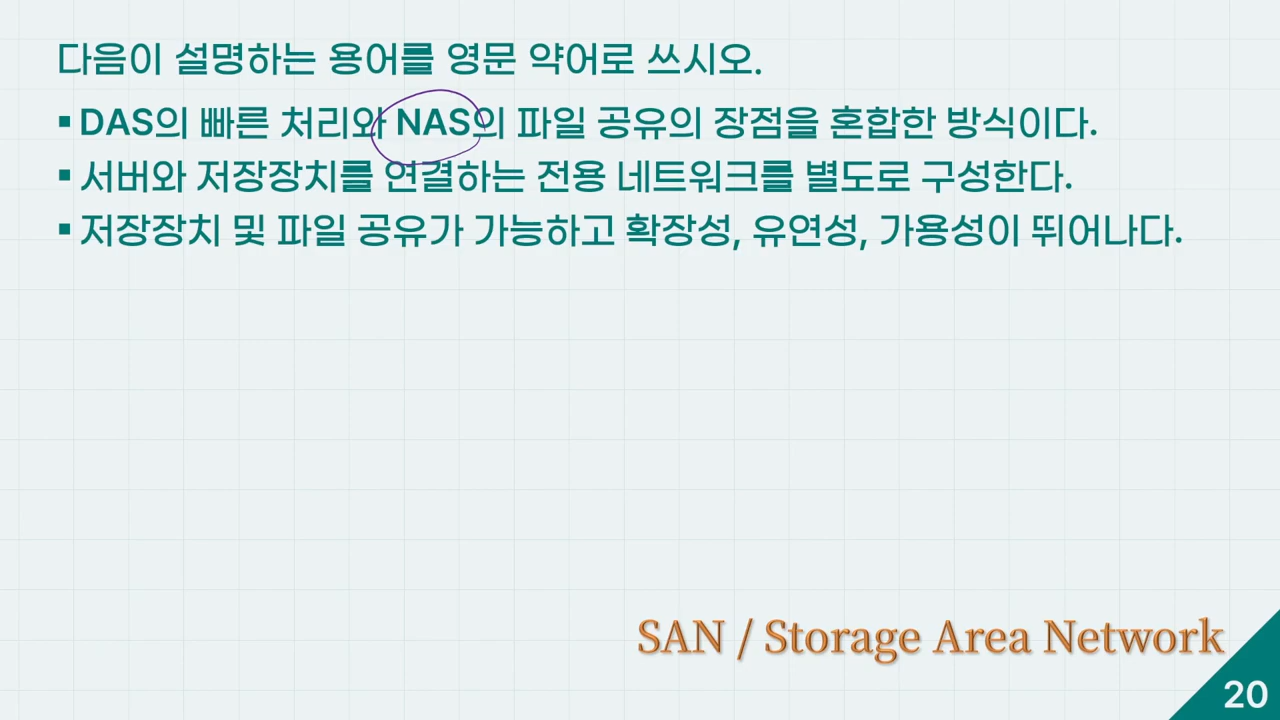 다음이 설명하는 용어를 영문 약어로 쓰시오.
▪ DAS의 빠른 처리와 NAS의 파일 공유의 장점을 혼합한 방식이다.
▪ 서버와 저장장치를 연결하는 전용 네트워크를 별도로 구성한다.
▪ 저장장치 및 파일 공유가 가능하고 확장성, 유연성, 가용성이 뛰어나다.
SAN / Storage Area Network
20